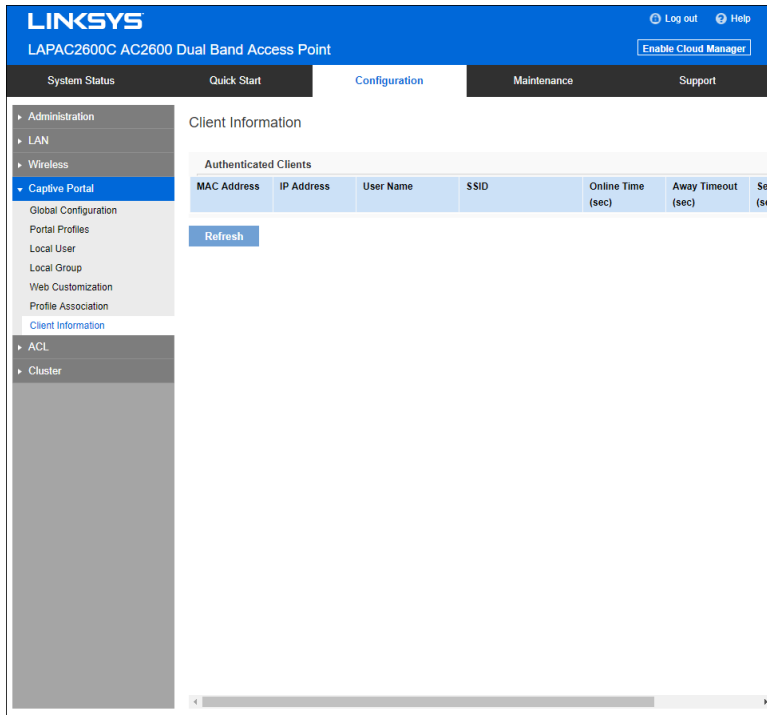 LINKSYS
Log out Help
LAPAC2600C AC2600 Dual Band Access Point
Enable Cloud Manager
System Status Quick Start Configuration Maintenance Support
Administration
LAN
Wireless
Captive Portal
Global Configuration
Portal Profiles
Local User
Local Group
Web Customization
Profile Association
Client Information
ACL
Cluster
Client Information
Authenticated Clients
MAC Address IP Address User Name SSID Online Time Away Timeout
(sec) (sec)
Refresh